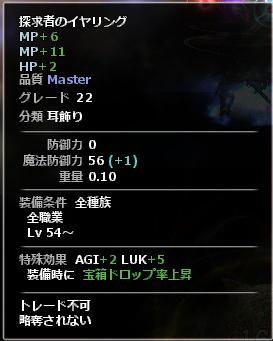 探求者のイヤリング
MP+6
MP+11
HP+2
品質 Master
グレード 22
分類 耳飾り
防御力 0
魔法防御力 56 (+1)
重量 0.10
装備条件 全種族
全職業
Lv 54～
特殊効果 AGI+2 LUK+5
装備時に 宝箱ドロップ率上昇
トレード不可
略奪されない